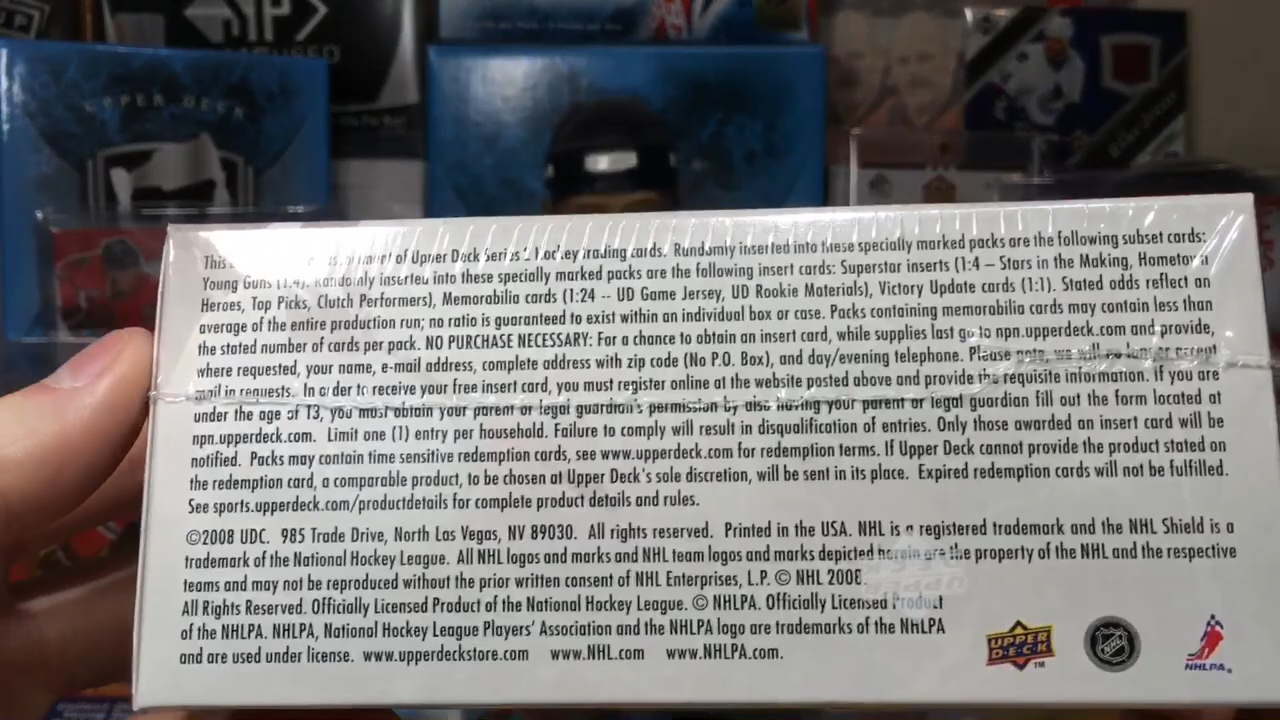 UP
SP
UPPER DECK
This
of Upper Deck Series hockey trading cards. Randomly inserted into these specially marked packs are the following subset cards:
Young Guns (1:4). Randomly inserted into these specially marked packs are the following insert cards: Superstar inserts (1:4 – Stars in the Making, Hometown
Heroes, Top Picks, Clutch Performers), Memorabilia cards (1:24 -- UD Game Jersey, UD Rookie Materials), Victory Update cards (1:1). Stated odds reflect an
average of the entire production run; no ratio is guaranteed to exist within an individual box or case. Packs containing memorabilia cards may contain less than
the stated number of cards per pack. NO PURCHASE NECESSARY: For a chance to obtain an insert card, while supplies last go to npn.upperdeck.com and provide,
where requested, your name, e-mail address, complete address with zip code (No P.O. Box), and day/evening telephone. Please note, we will no longer accept
mail in requests. In order to receive your free insert card, you must register online at the website posted above and provide the requisite information. If you are
under the age of 13, you must obtain your parent or legal guardian's permission by also having your parent or legal guardian fill out the form located at
npn.upperdeck.com. Limit one (1) entry per household. Failure to comply will result in disqualification of entries. Only those awarded an insert card will be
notified. Packs may contain time sensitive redemption cards, see www.upperdeck.com for redemption terms. If Upper Deck cannot provide the product stated on
the redemption card, a comparable product, to be chosen at Upper Deck's sole discretion, will be sent in its place. Expired redemption cards will not be fulfilled.
See sports.upperdeck.com/productdetails for complete product details and rules.
©2008 UDC. 985 Trade Drive, North Las Vegas, NV 89030. All rights reserved. Printed in the USA. NHL is a registered trademark and the NHL Shield is a
trademark of the National Hockey League. All NHL logos and marks and NHL team logos and marks depicted herein are the property of the NHL and the respective
teams and may not be reproduced without the prior written consent of NHL Enterprises, L.P. © NHL 2008.
All Rights Reserved. Officially Licensed Product of the National Hockey League. © NHLPA. Officially Licensed Product
of the NHLPA. NHLPA, National Hockey League Players' Association and the NHLPA logo are trademarks of the NHLPA
and are used under license. www.upperdeckstore.com www.NHL.com www.NHLPA.com.
UPPER
DECK
TM
NHL
NHLPA®